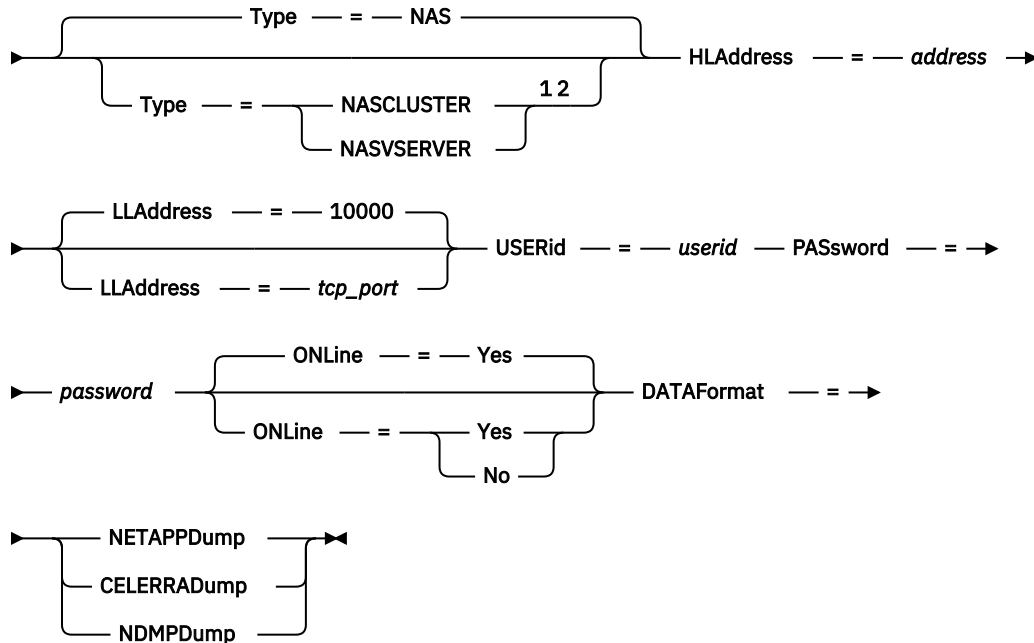 Type = NAS
HLAddress = address
Type = NASCLUSTER 1 2
NASVSERVER
LLAddress = 10000
USERid = userid PASsword =
LLAddress = tcp_port
ONLine = Yes
password DATAFormat =
ONLine = Yes
No
NETAPPDump
CELERRADump
NDMPDump